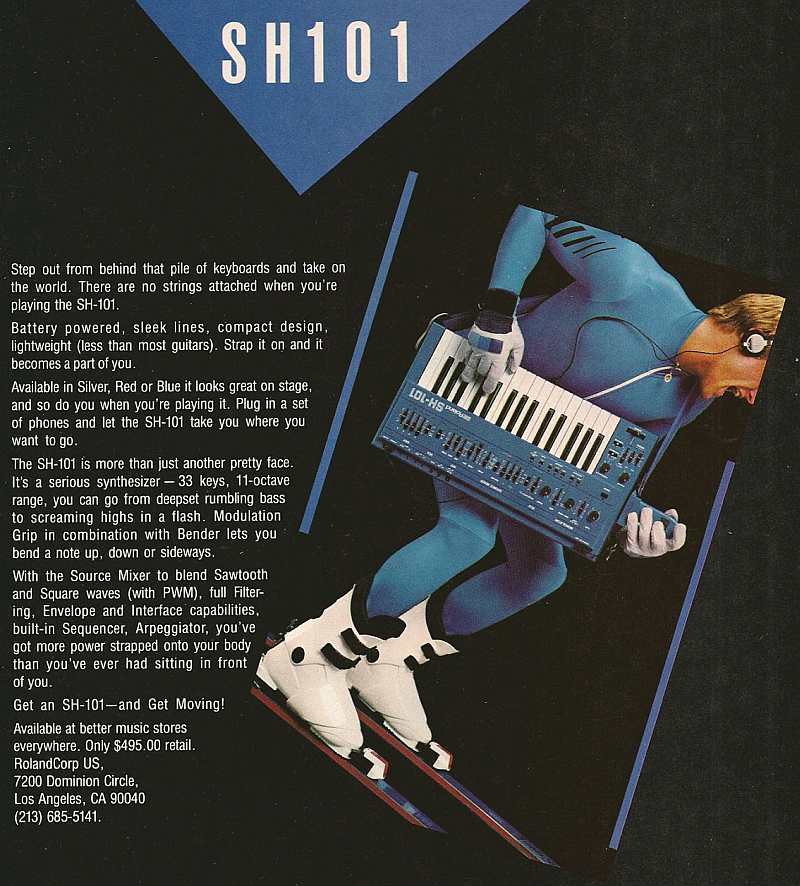 SH101
Step out from behind that pile of keyboards and take on
the world. There are no strings attached when you're
playing the SH-101.
Battery powered, sleek lines, compact design,
lightweight (less than most guitars). Strap it on and it
becomes a part of you.
Available in Silver, Red or Blue it looks great on stage,
and so do you when you're playing it. Plug in a set
of phones and let the SH-101 take you where you
want to go.
The SH-101 is more than just another pretty face.
It's a serious synthesizer — 33 keys, 11-octave
range, you can go from deepset rumbling bass
to screaming highs in a flash. Modulation
Grip in combination with Bender lets you
bend a note up, down or sideways.
With the Source Mixer to blend Sawtooth
and Square waves (with PWM), full Filter-
ing, Envelope and Interface capabilities,
built-in Sequencer, Arpeggiator, you've
got more power strapped onto your body
than you've ever had sitting in front
of you.
Get an SH-101—and Get Moving!
Available at better music stores
everywhere. Only $495.00 retail.
RolandCorp US,
7200 Dominion Circle,
Los Angeles, CA 90040
(213) 685-5141.
SH-101